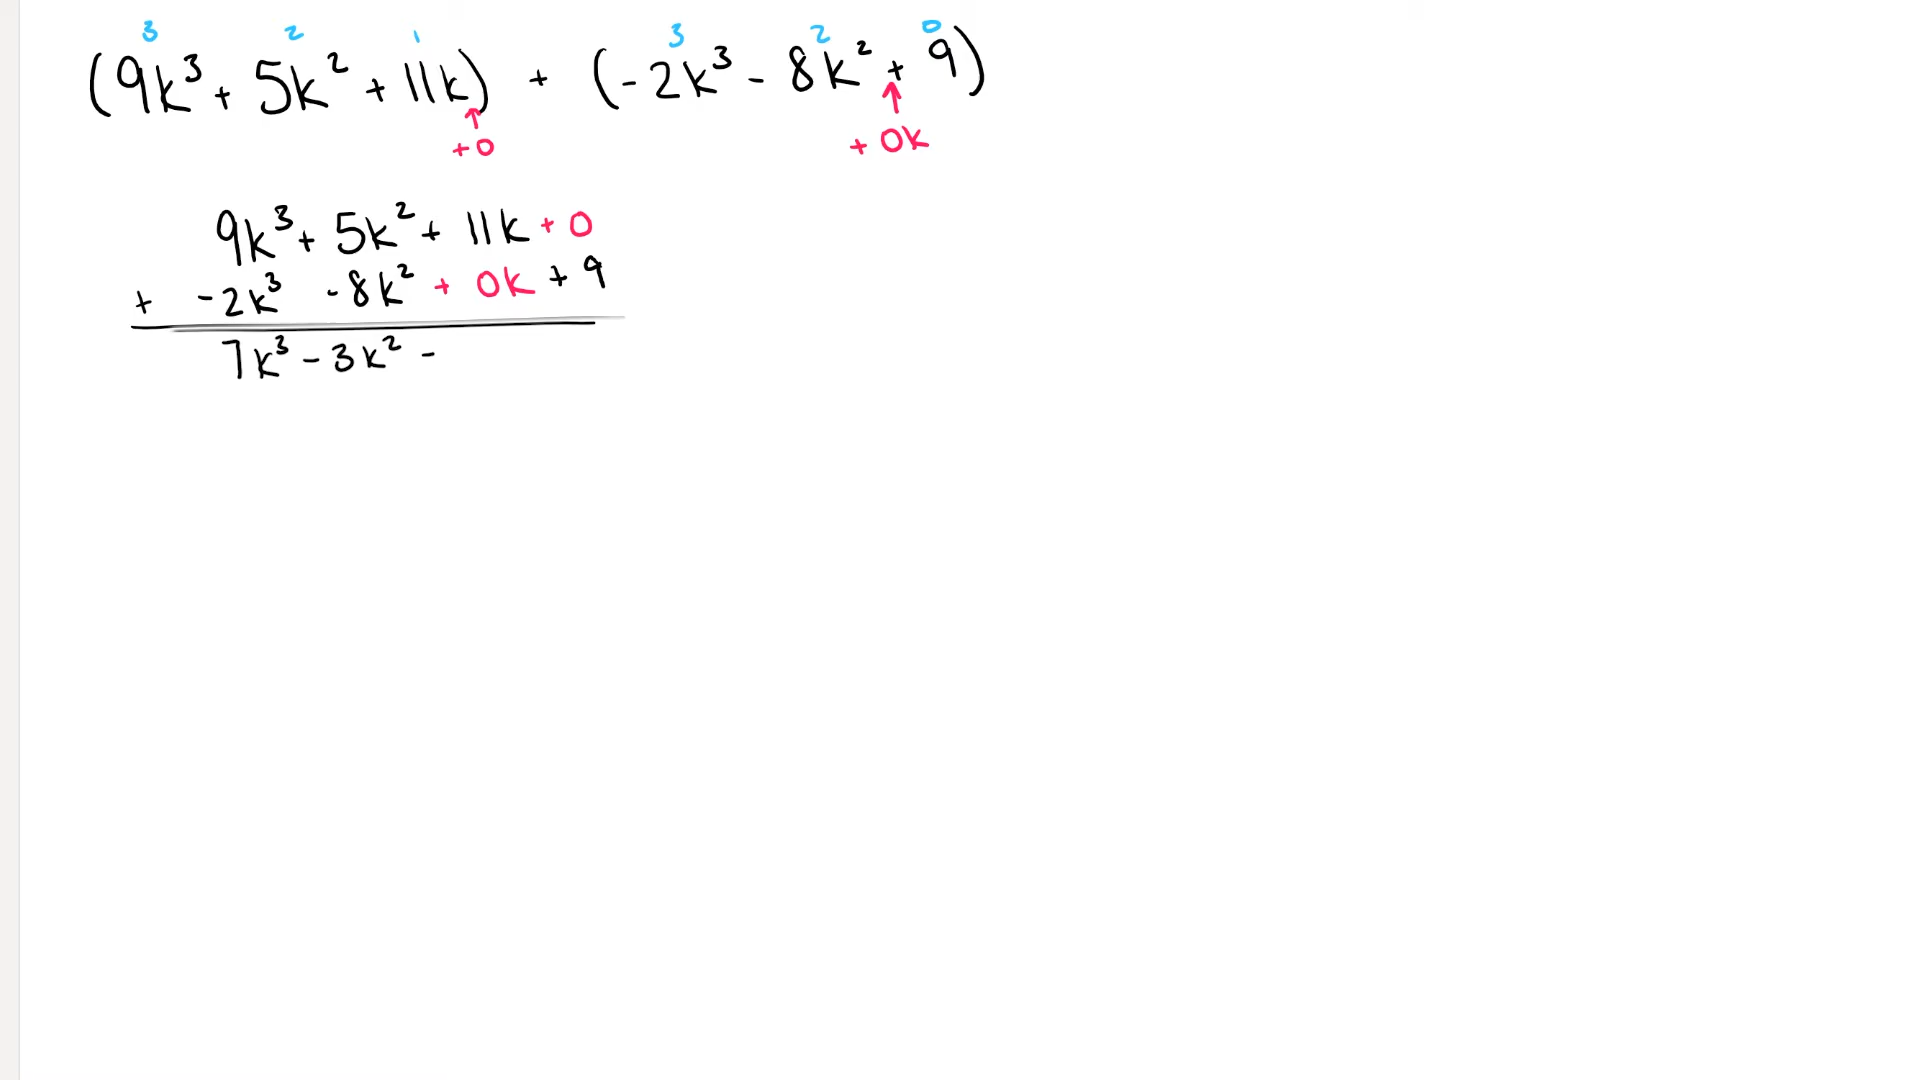 3 2 1 3 2 0
(9k³ + 5k² + 11k) + (-2k³ - 8k² + 9)
+0 + 0k
9k³ + 5k² + 11k + 0
+ -2k³ -8k² + 0k + 9
7k³ - 3k² -